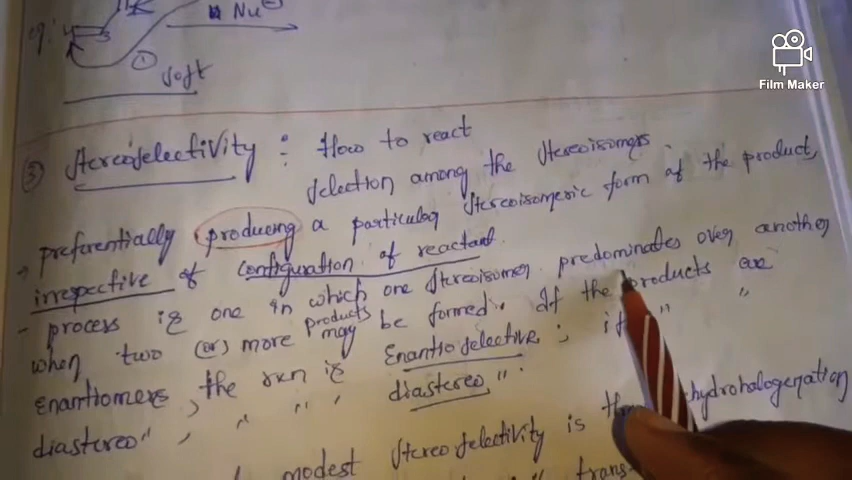 eg:
Nu⊖
①
soft
Film Maker
③ Stereoselectivity : How to react
Selection among the Stereoisomers
→ preferentially producing a particular stereoisomeric form of the product,
irrespective of configuration of reactant.
- process is one in which one stereoisomer predominates over another
when two (or) more products may be formed. If the products are
enantiomers, the rxn is Enantioselective ; if " "
diastereo" , " " " diastereo ".
modest stereoselectivity is the hydrohalogenation
trans-